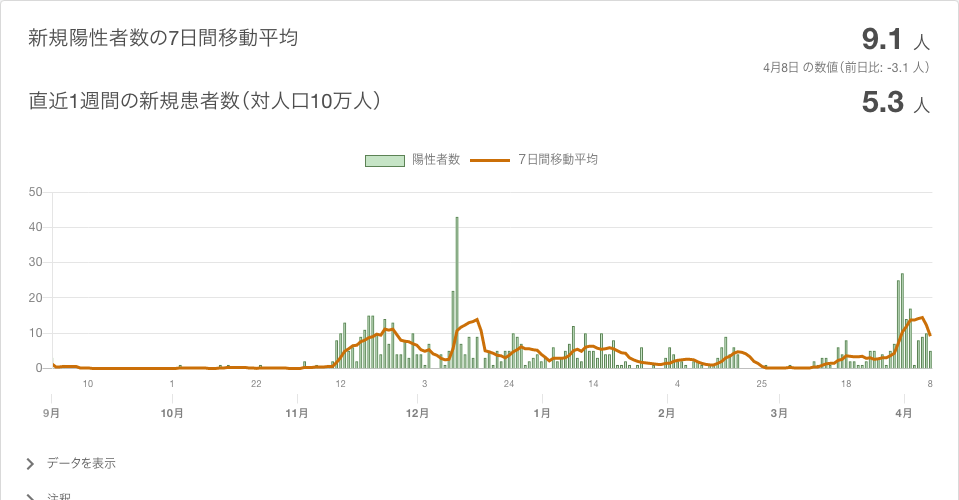 新規陽性者数の7日間移動平均
9.1 人
4月8日 の数値（前日比: -3.1 人）
直近1週間の新規患者数（対人口10万人）
5.3 人
陽性者数 7日間移動平均
50
40
30
20
10
0
10 1 22 12 3 24 14 4 25 18 8
9月 10月 11月 12月 1月 2月 3月 4月
データを表示
注釈